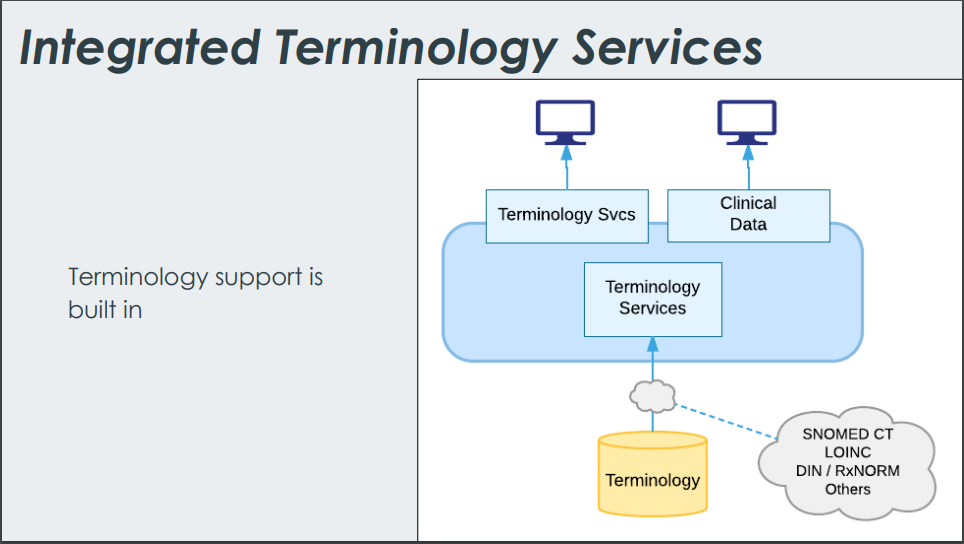 Integrated Terminology Services
Terminology support is
built in
Terminology Svcs
Clinical
Data
Terminology
Services
Terminology
SNOMED CT
LOINC
DIN / RxNORM
Others